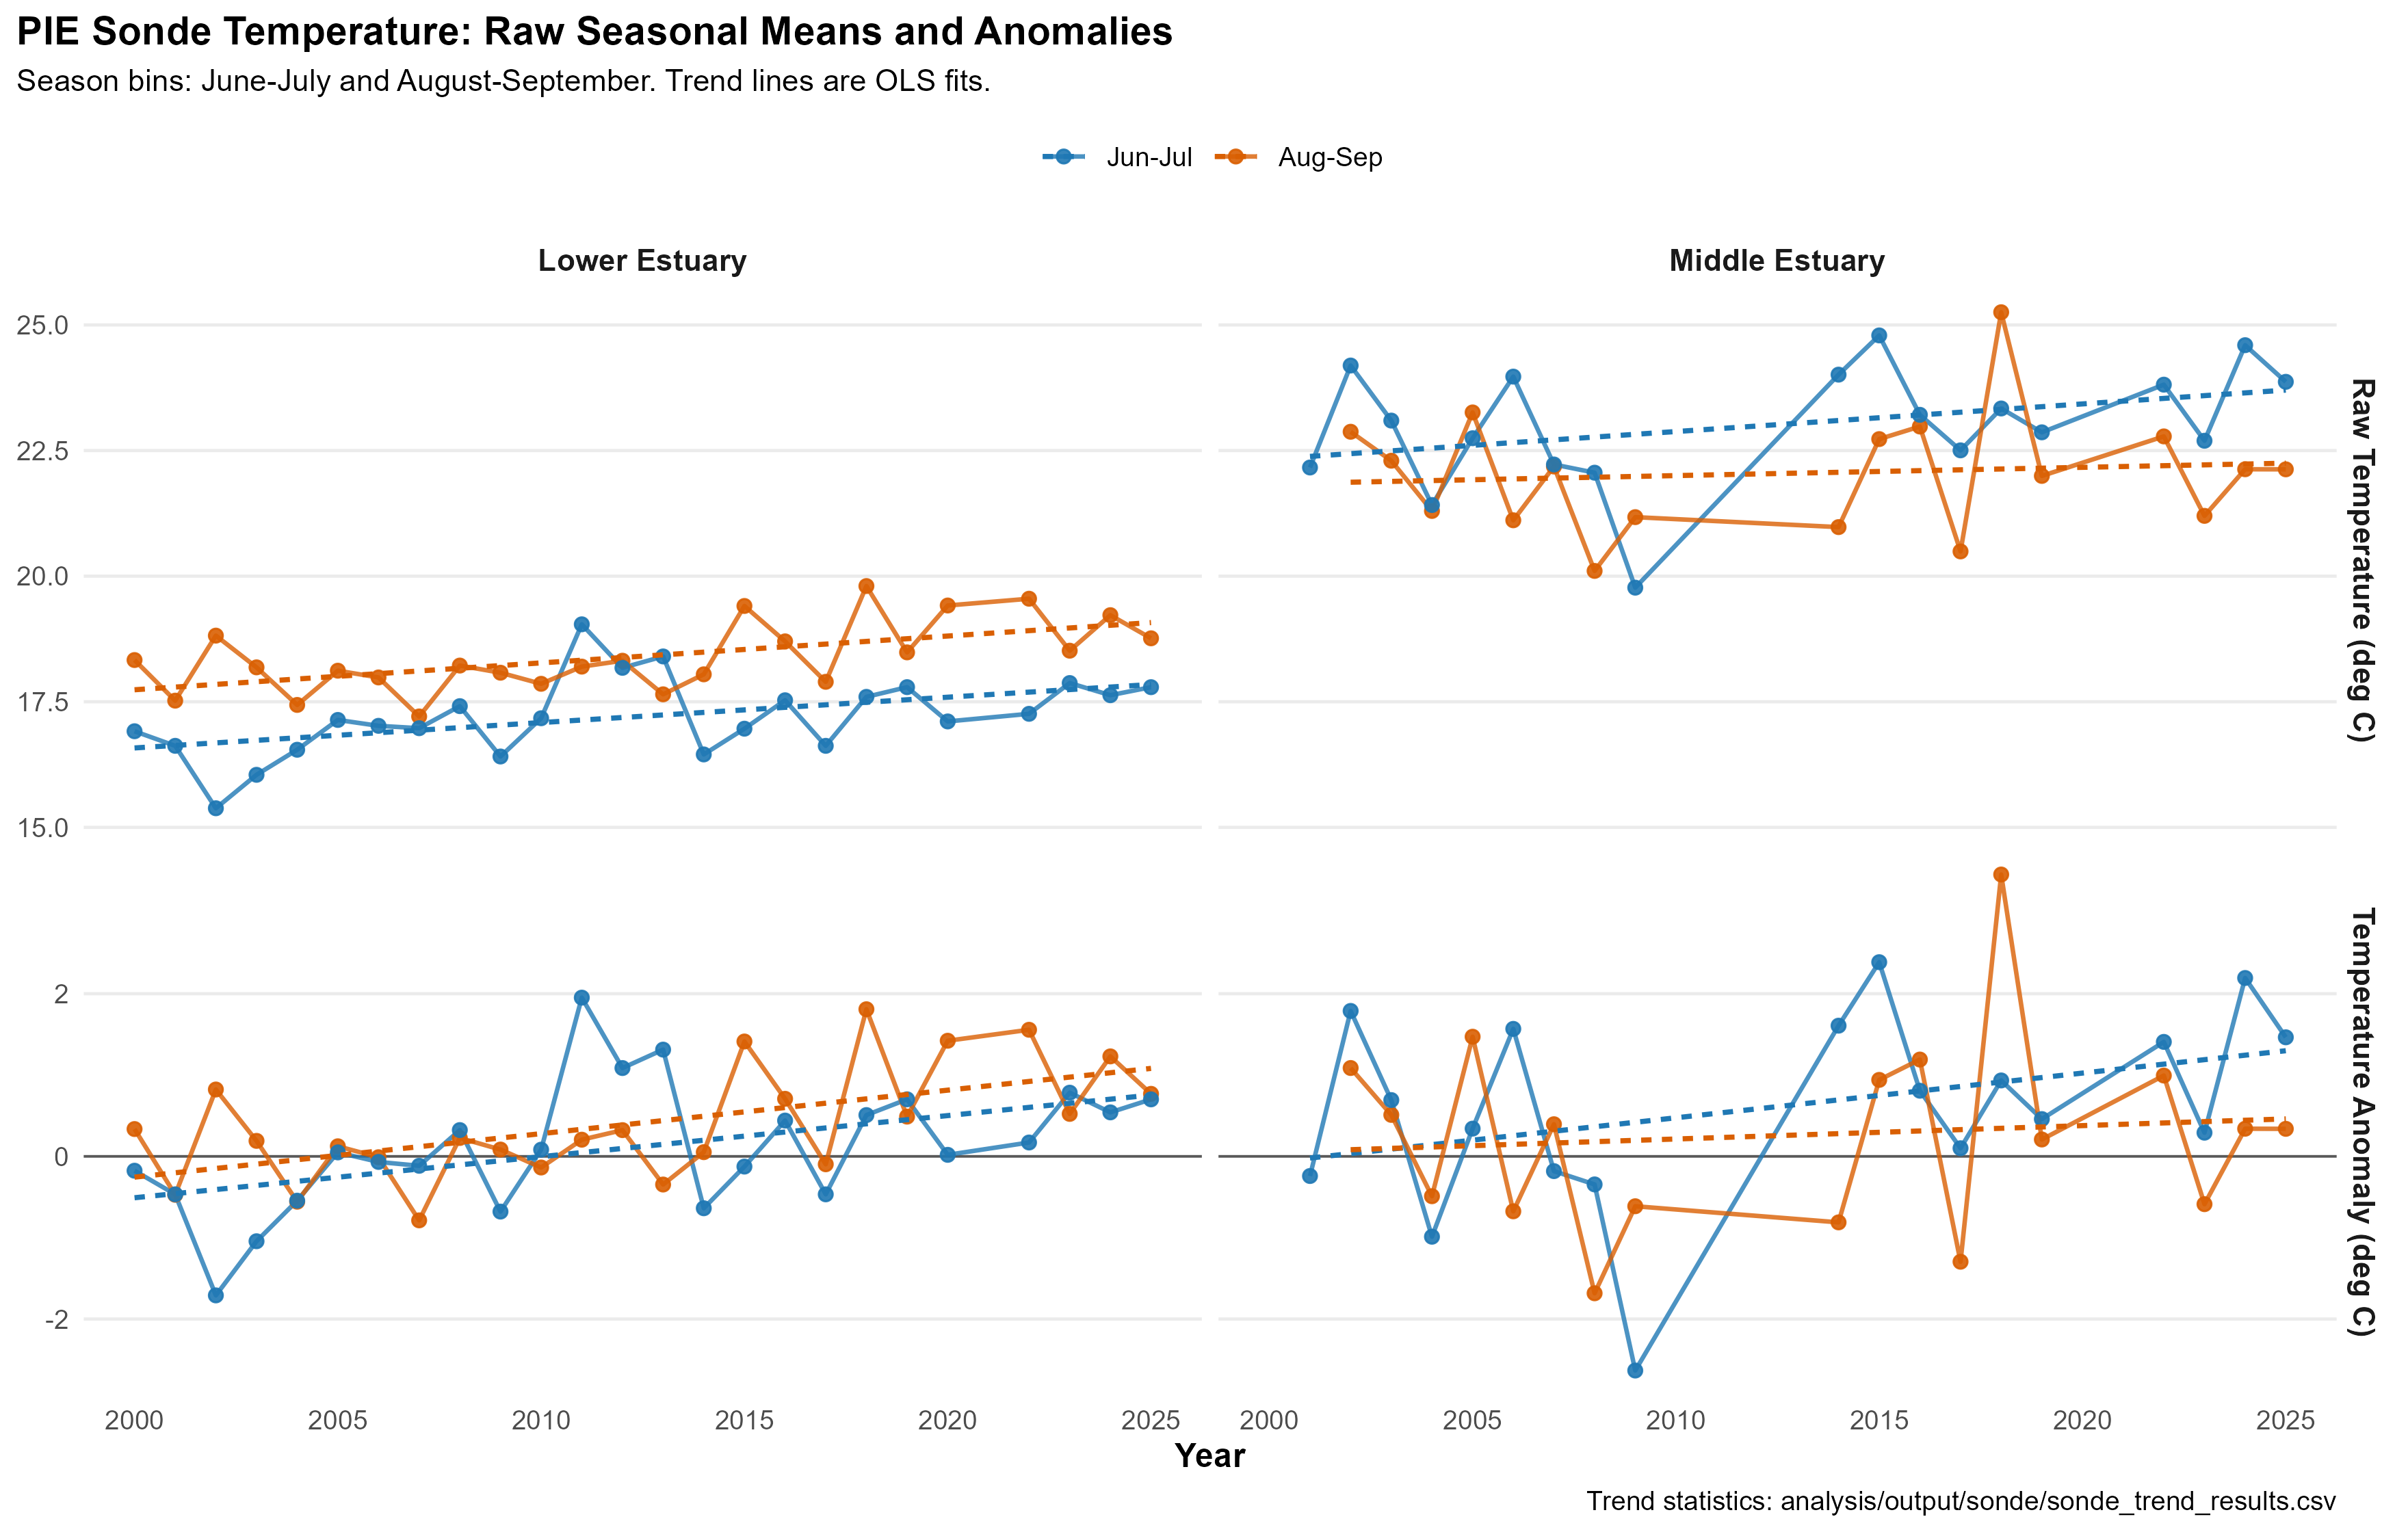 PIE Sonde Temperature: Raw Seasonal Means and Anomalies
Season bins: June-July and August-September. Trend lines are OLS fits.
Jun-Jul Aug-Sep
Lower Estuary
Middle Estuary
25.0
22.5
20.0
17.5
15.0
Raw Temperature (deg C)
2
0
-2
Temperature Anomaly (deg C)
2000 2005 2010 2015 2020 2025
2000 2005 2010 2015 2020 2025
Year
Trend statistics: analysis/output/sonde/sonde_trend_results.csv